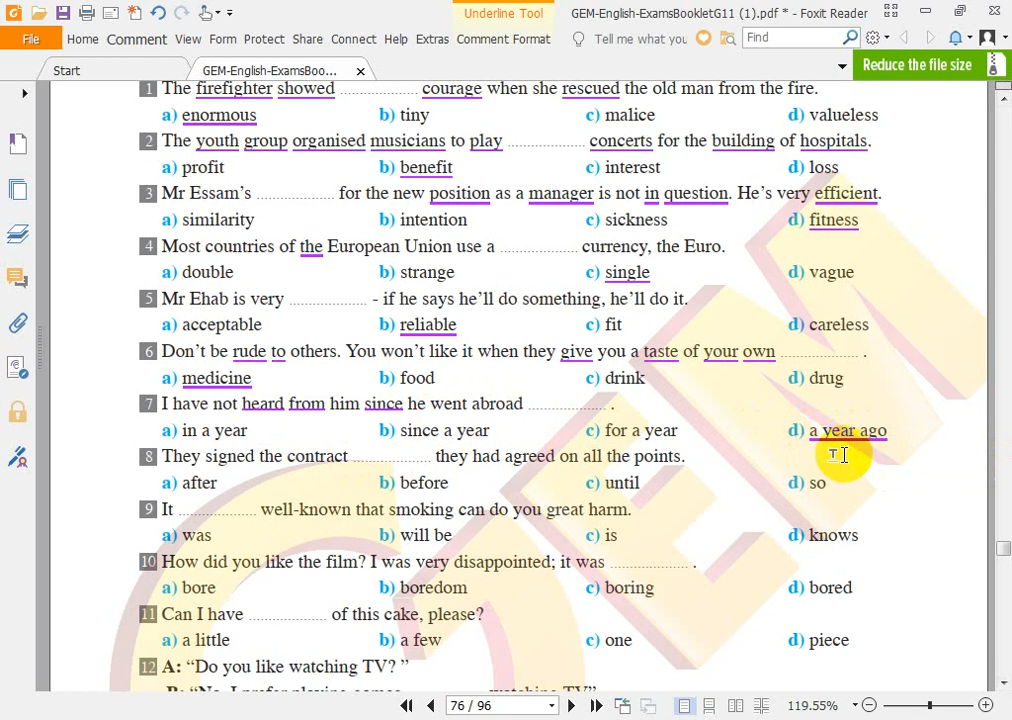 Underline Tool
GEM-English-ExamsBookletG11 (1).pdf * - Foxit Reader
File Home Comment View Form Protect Share Connect Help Extras Comment Format Tell me what you Find
Start GEM-English-ExamsBoo... Reduce the file size
1 The firefighter showed .................. courage when she rescued the old man from the fire.
a) enormous b) tiny c) malice d) valueless
2 The youth group organised musicians to play .................. concerts for the building of hospitals.
a) profit b) benefit c) interest d) loss
3 Mr Essam’s .................. for the new position as a manager is not in question. He’s very efficient.
a) similarity b) intention c) sickness d) fitness
4 Most countries of the European Union use a .................. currency, the Euro.
a) double b) strange c) single d) vague
5 Mr Ehab is very .................. - if he says he’ll do something, he’ll do it.
a) acceptable b) reliable c) fit d) careless
6 Don’t be rude to others. You won’t like it when they give you a taste of your own .................. .
a) medicine b) food c) drink d) drug
7 I have not heard from him since he went abroad .................. .
a) in a year b) since a year c) for a year d) a year ago
8 They signed the contract .................. they had agreed on all the points.
a) after b) before c) until d) so
9 It .................. well-known that smoking can do you great harm.
a) was b) will be c) is d) knows
10 How did you like the film? I was very disappointed; it was .................. .
a) bore b) boredom c) boring d) bored
11 Can I have .................. of this cake, please?
a) a little b) a few c) one d) piece
12 A: “Do you like watching TV? ”
B: “No, I prefer playing games .................. watching TV”
76 / 96 119.55%
GEM